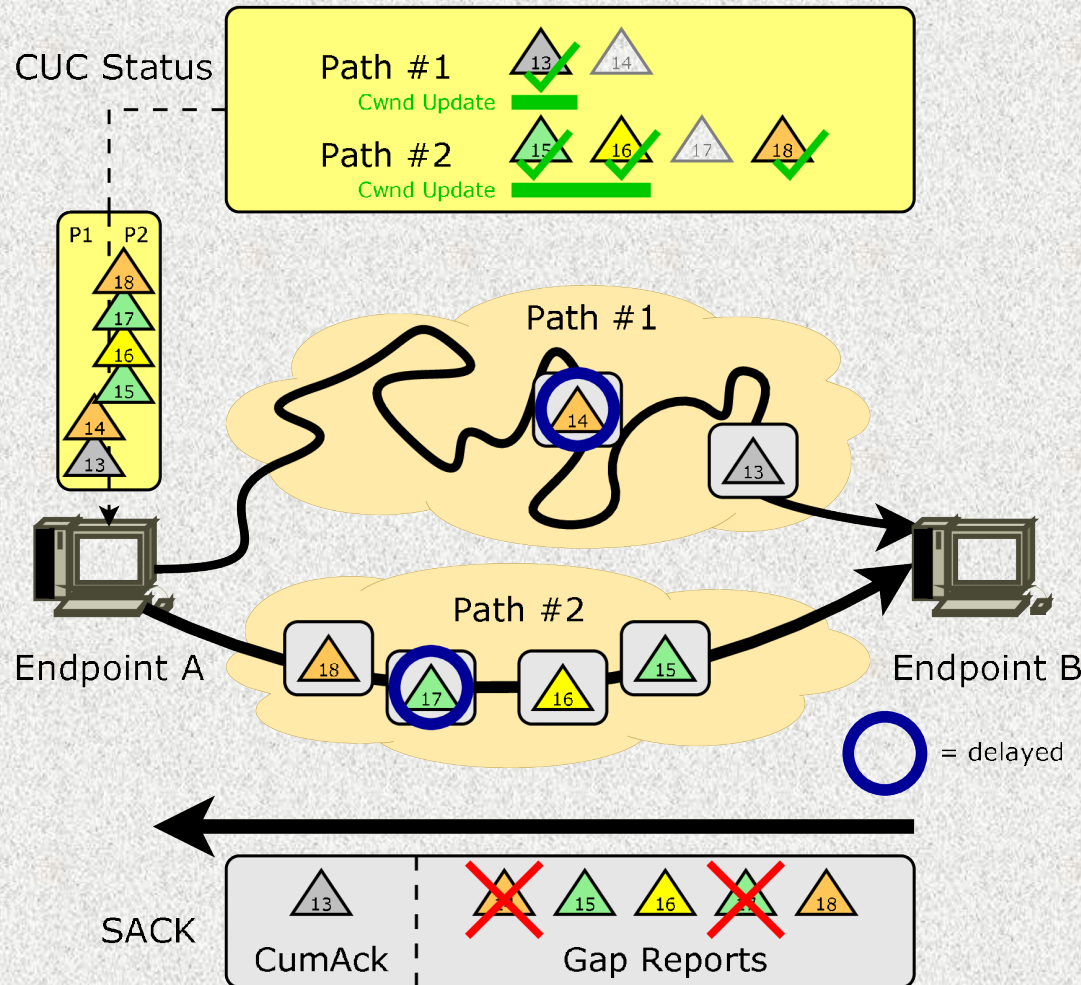 CUC Status
Path #1
13
14
Cwnd Update
Path #2
15
16
17
18
Cwnd Update
P1 P2
18
17
16
15
14
13
Path #1
14
13
Path #2
18
17
16
15
Endpoint A
Endpoint B
= delayed
SACK
13
15
16
18
CumAck
Gap Reports